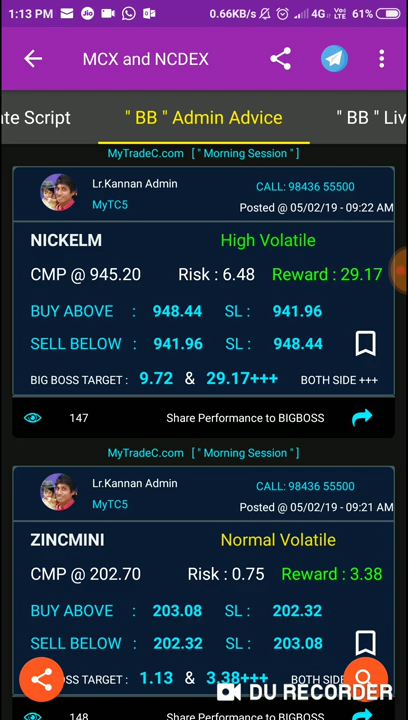 1:13 PM 0.66KB/s 4G VoLTE 61%
MCX and NCDEX
te Script " BB " Admin Advice " BB " Liv
MyTradeC.com [ " Morning Session " ]
Lr.Kannan Admin CALL: 98436 55500
MyTC5 Posted @ 05/02/19 - 09:22 AM
NICKELM High Volatile
CMP @ 945.20 Risk : 6.48 Reward : 29.17
BUY ABOVE : 948.44 SL : 941.96
SELL BELOW : 941.96 SL : 948.44
BIG BOSS TARGET : 9.72 & 29.17+++ BOTH SIDE +++
147 Share Performance to BIGBOSS
MyTradeC.com [ " Morning Session " ]
Lr.Kannan Admin CALL: 98436 55500
MyTC5 Posted @ 05/02/19 - 09:21 AM
ZINCMINI Normal Volatile
CMP @ 202.70 Risk : 0.75 Reward : 3.38
BUY ABOVE : 203.08 SL : 202.32
SELL BELOW : 202.32 SL : 203.08
SS TARGET : 1.13 & 3.38+++ BOTH SIDE
DU RECORDER
148 Share Performance to BIGBOSS